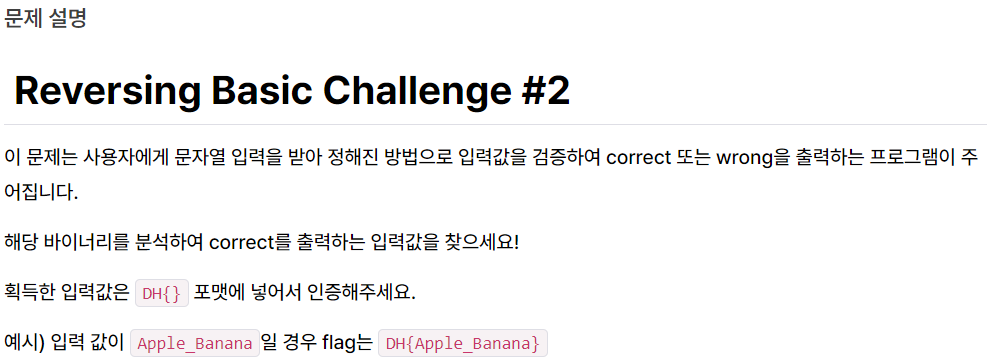 문제 설명
Reversing Basic Challenge #2
이 문제는 사용자에게 문자열 입력을 받아 정해진 방법으로 입력값을 검증하여 correct 또는 wrong을 출력하는 프로그램이 주
어집니다.
해당 바이너리를 분석하여 correct를 출력하는 입력값을 찾으세요!
획득한 입력값은 DH{} 포맷에 넣어서 인증해주세요.
예시) 입력 값이 Apple_Banana일 경우 flag는 DH{Apple_Banana}